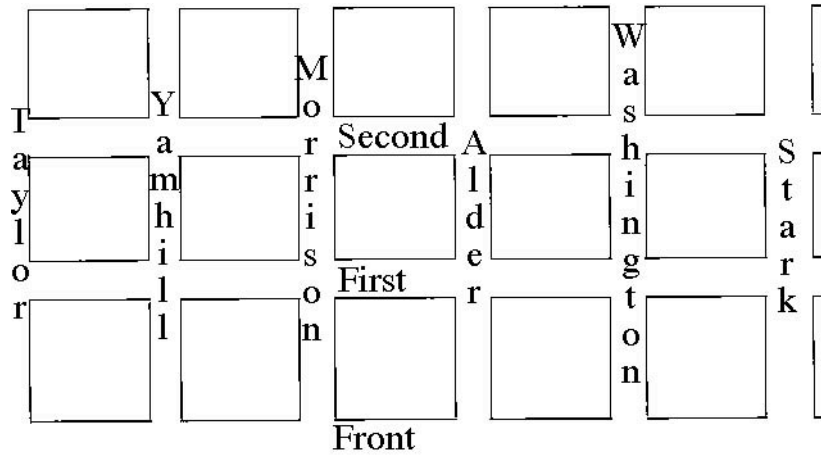 Taylor
Yamhill
Morrison
Second
First
Front
Alder
Washington
Stark